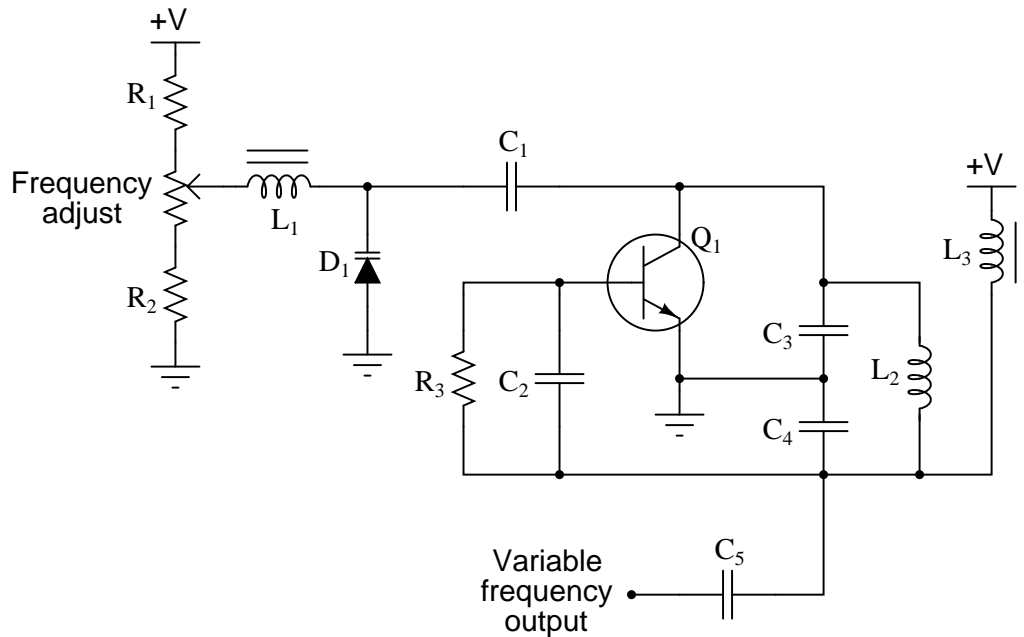 +V
R₁
C₁
Frequency
adjust
L₁
+V
Q₁
L₃
D₁
R₂
C₃
R₃
C₂
L₂
C₄
Variable
frequency
output
C₅